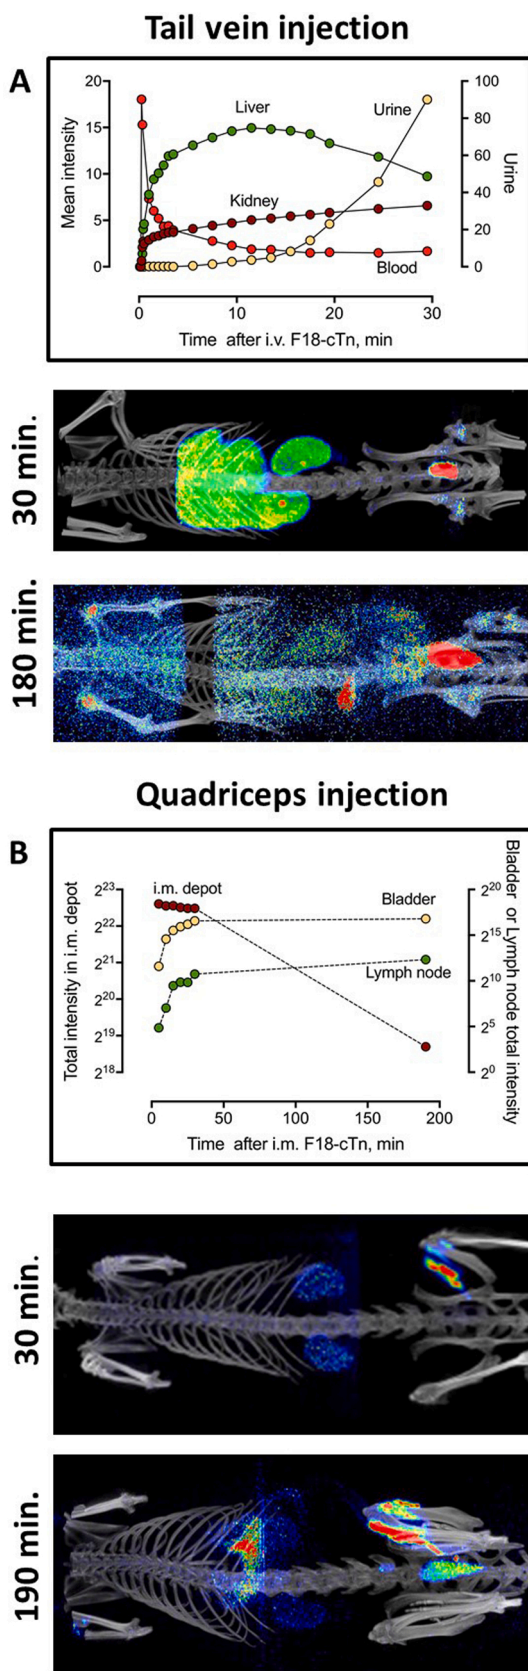 Tail vein injection
A
20
15
10
5
0
Mean intensity
100
80
60
40
20
0
Urine
Liver
Urine
Kidney
Blood
0 10 20 30
Time after i.v. F18-cTn, min
30 min.
180 min.
Quadriceps injection
B
2^23
2^22
2^21
2^20
2^19
2^18
Total intensity in i.m. depot
2^20
2^15
2^10
2^5
2^0
Bladder or Lymph node total intensity
i.m. depot
Bladder
Lymph node
0 50 100 150 200
Time after i.m. F18-cTn, min
30 min.
190 min.